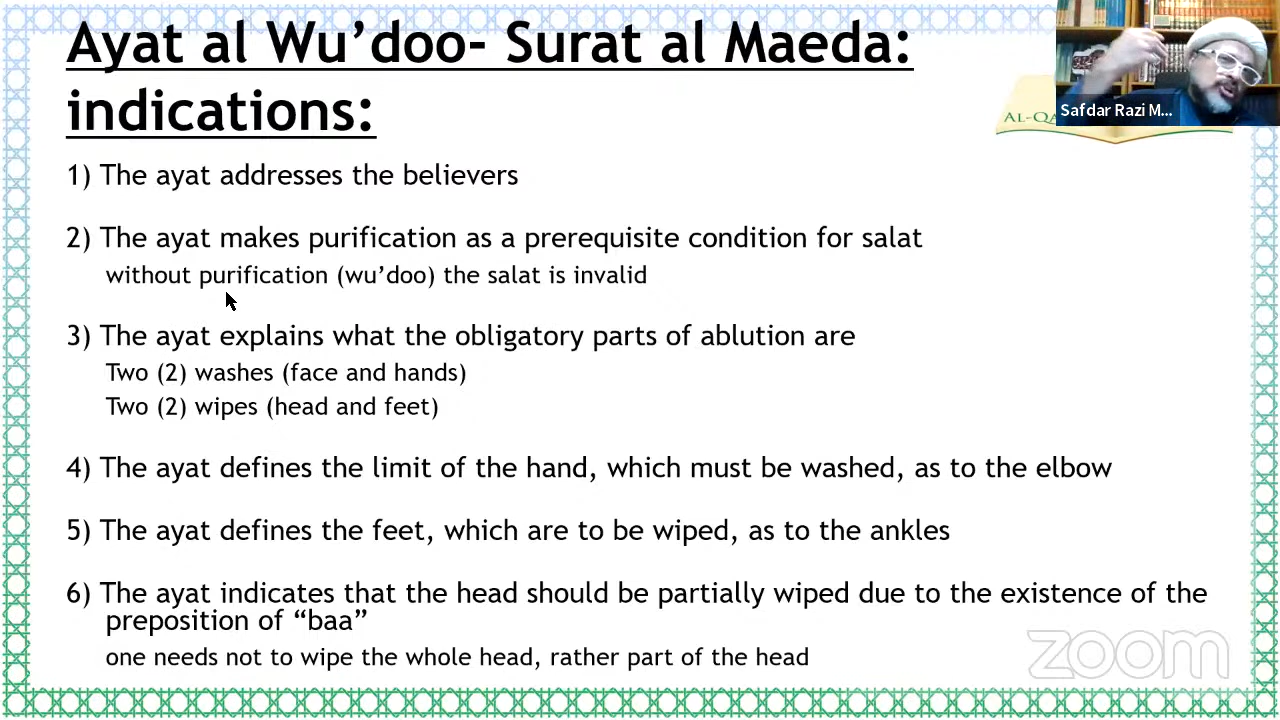 Ayat al Wu’doo- Surat al Maeda:
indications:
Safdar Razi M...
1) The ayat addresses the believers
2) The ayat makes purification as a prerequisite condition for salat
without purification (wu’doo) the salat is invalid
3) The ayat explains what the obligatory parts of ablution are
Two (2) washes (face and hands)
Two (2) wipes (head and feet)
4) The ayat defines the limit of the hand, which must be washed, as to the elbow
5) The ayat defines the feet, which are to be wiped, as to the ankles
6) The ayat indicates that the head should be partially wiped due to the existence of the
preposition of “baa”
one needs not to wipe the whole head, rather part of the head
zoom